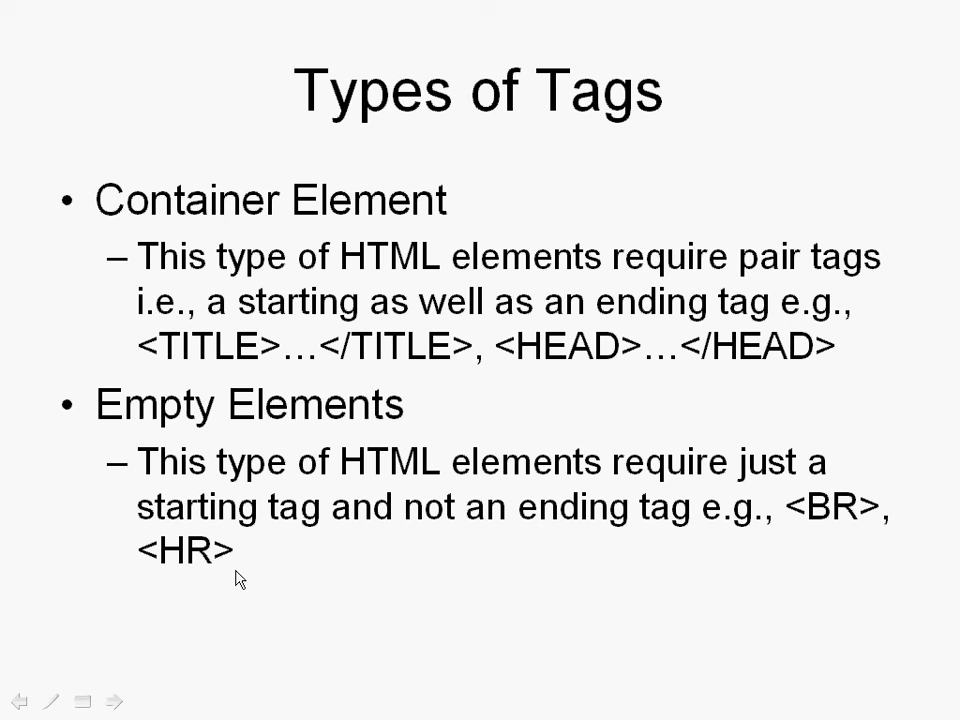 Types of Tags
• Container Element
– This type of HTML elements require pair tags
i.e., a starting as well as an ending tag e.g.,
<TITLE>…</TITLE>, <HEAD>…</HEAD>
• Empty Elements
– This type of HTML elements require just a
starting tag and not an ending tag e.g., <BR>,
<HR>